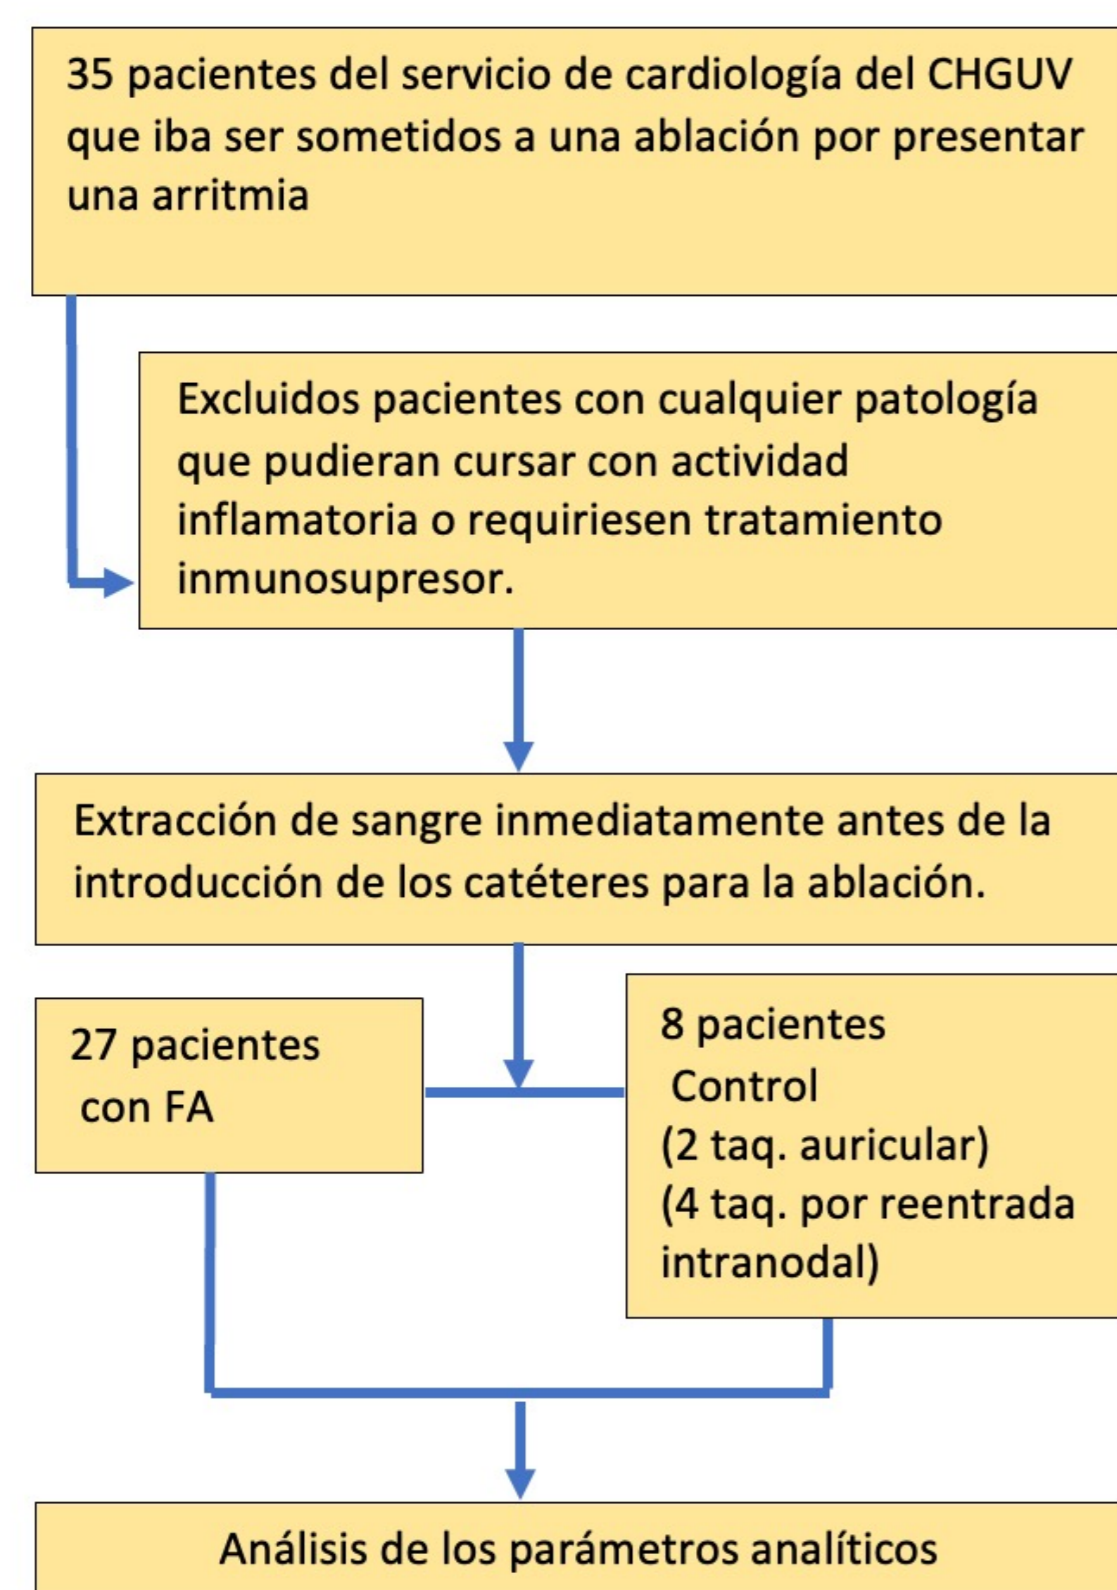 35 pacientes del servicio de cardiología del CHGUV
que iba ser sometidos a una ablación por presentar
una arritmia
Excluidos pacientes con cualquier patología
que pudieran cursar con actividad
inflamatoria o requiriesen tratamiento
inmunosupresor.
Extracción de sangre inmediatamente antes de la
introducción de los catéteres para la ablación.
27 pacientes
con FA
8 pacientes
Control
(2 taq. auricular)
(4 taq. por reentrada
intranodal)
Análisis de los parámetros analíticos